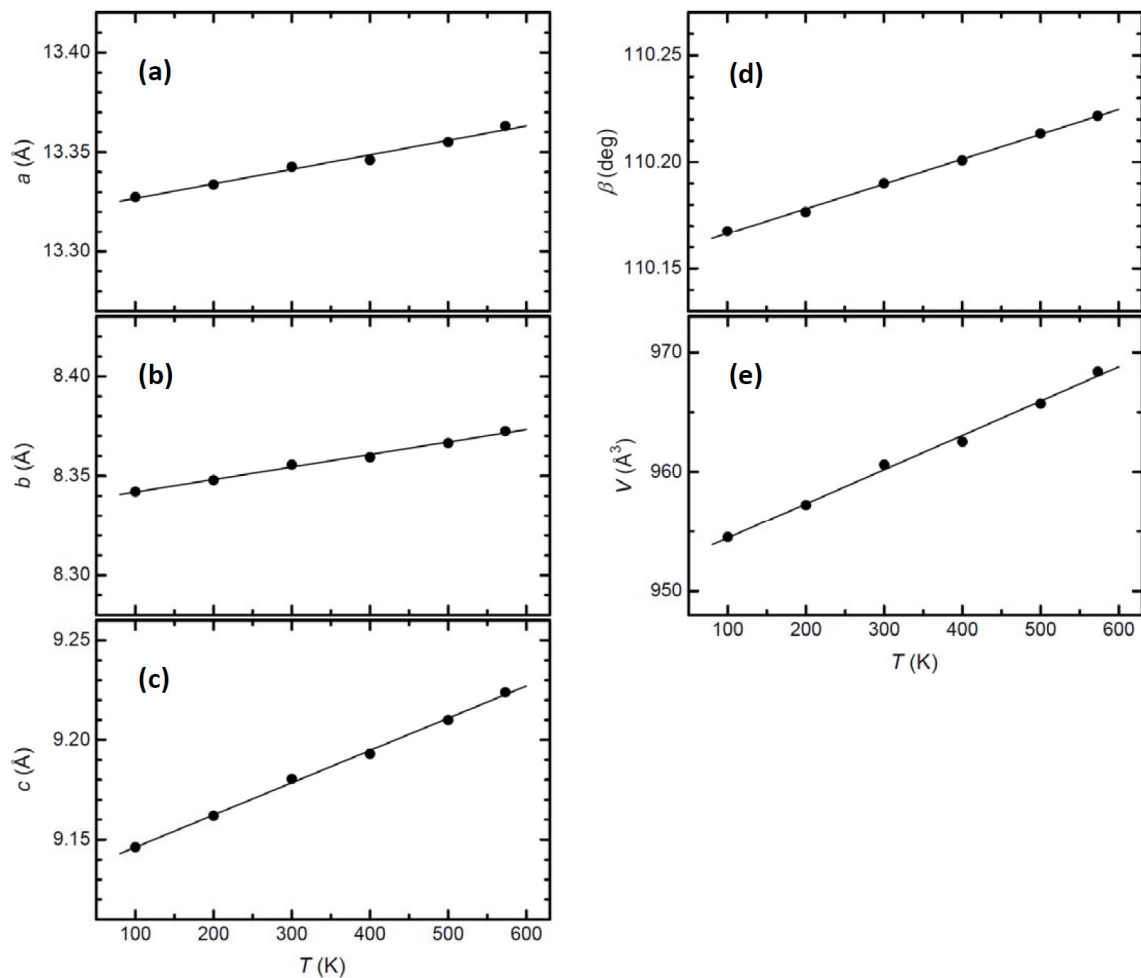 (a)
a (Å)
13.40
13.35
13.30
(b)
b (Å)
8.40
8.35
8.30
(c)
c (Å)
9.25
9.20
9.15
100 200 300 400 500 600
T (K)
(d)
β (deg)
110.25
110.20
110.15
(e)
V (Å³)
970
960
950
100 200 300 400 500 600
T (K)